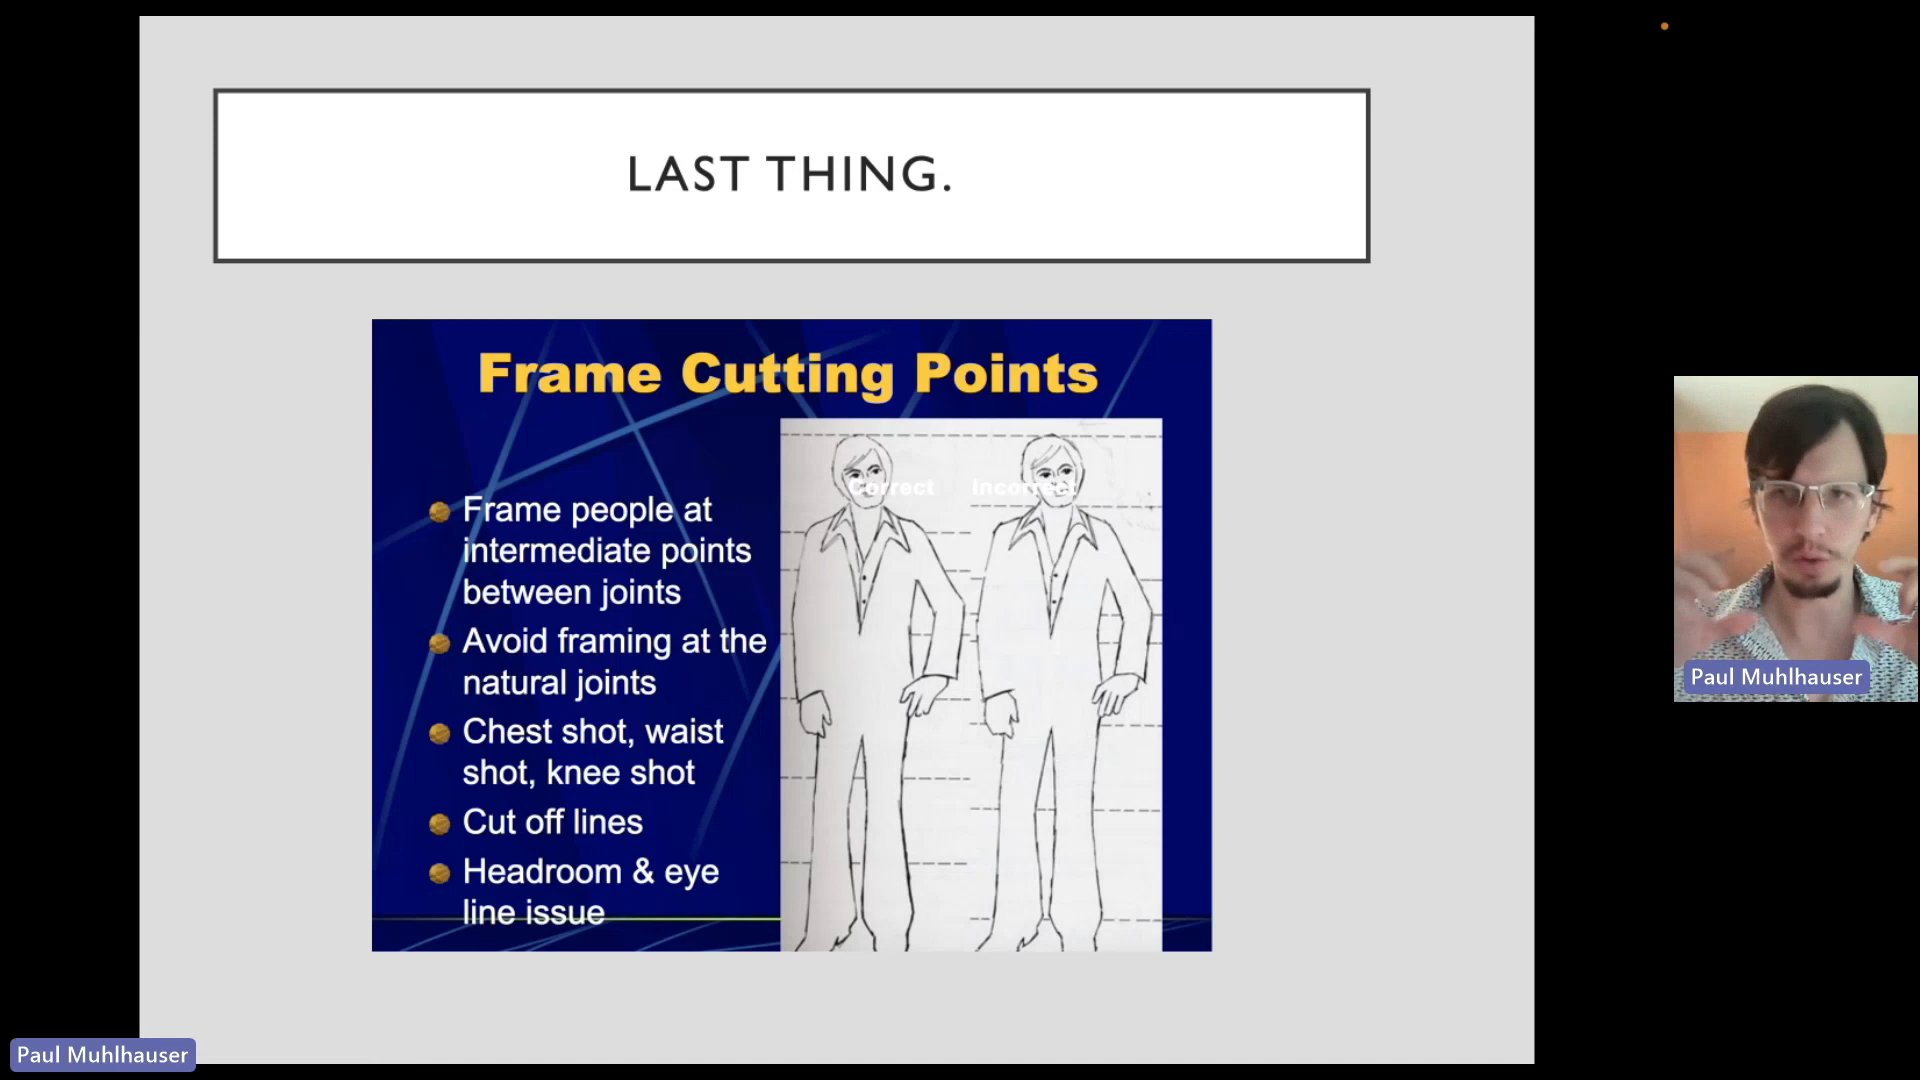 LAST THING.
Frame Cutting Points
Correct Incorrect
Frame people at
intermediate points
between joints
Avoid framing at the
natural joints
Chest shot, waist
shot, knee shot
Cut off lines
Headroom & eye
line issue
Paul Muhlhauser
Paul Muhlhauser